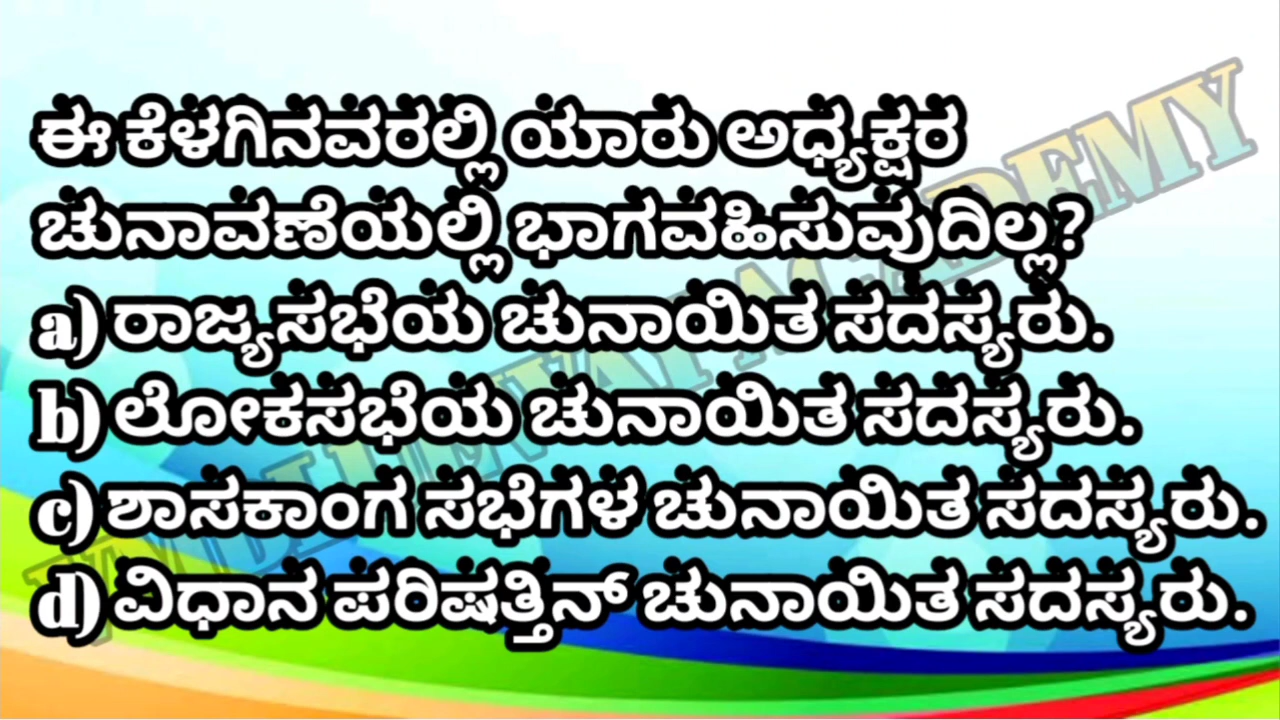 ಈ ಕೆಳಗಿನವರಲ್ಲಿ ಯಾರು ಅಧ್ಯಕ್ಷರ
ಚುನಾವಣೆಯಲ್ಲಿ ಭಾಗವಹಿಸುವುದಿಲ್ಲ?
a) ರಾಜ್ಯಸಭೆಯ ಚುನಾಯಿತ ಸದಸ್ಯರು.
b) ಲೋಕಸಭೆಯ ಚುನಾಯಿತ ಸದಸ್ಯರು.
c) ಶಾಸಕಾಂಗ ಸಭೆಗಳ ಚುನಾಯಿತ ಸದಸ್ಯರು.
d) ವಿಧಾನ ಪರಿಷತ್ತಿನ್ ಚುನಾಯಿತ ಸದಸ್ಯರು.
ACADEMY